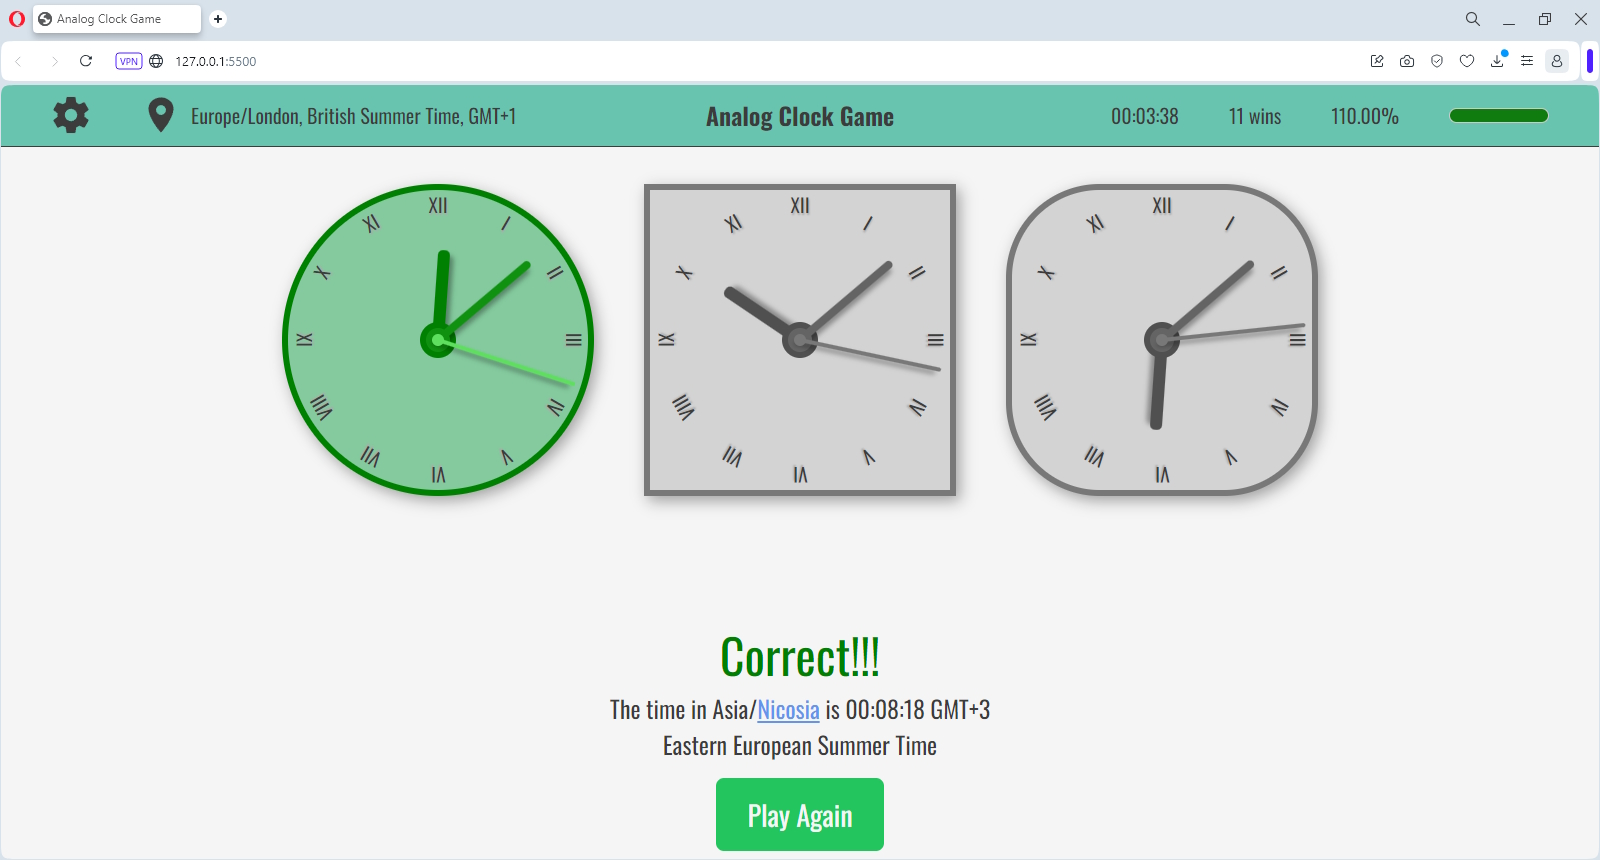 Analog Clock Game
VPN
127.0.0.1:5500
Europe/London, British Summer Time, GMT+1
Analog Clock Game
00:03:38
11 wins
110.00%
XII
I
II
III
IV
V
VI
VII
VIII
IX
X
XI
XII
I
II
III
IV
V
VI
VII
VIII
IX
X
XI
XII
I
II
III
IV
V
VI
VII
VIII
IX
X
XI
Correct!!!
The time in Asia/Nicosia is 00:08:18 GMT+3
Eastern European Summer Time
Play Again